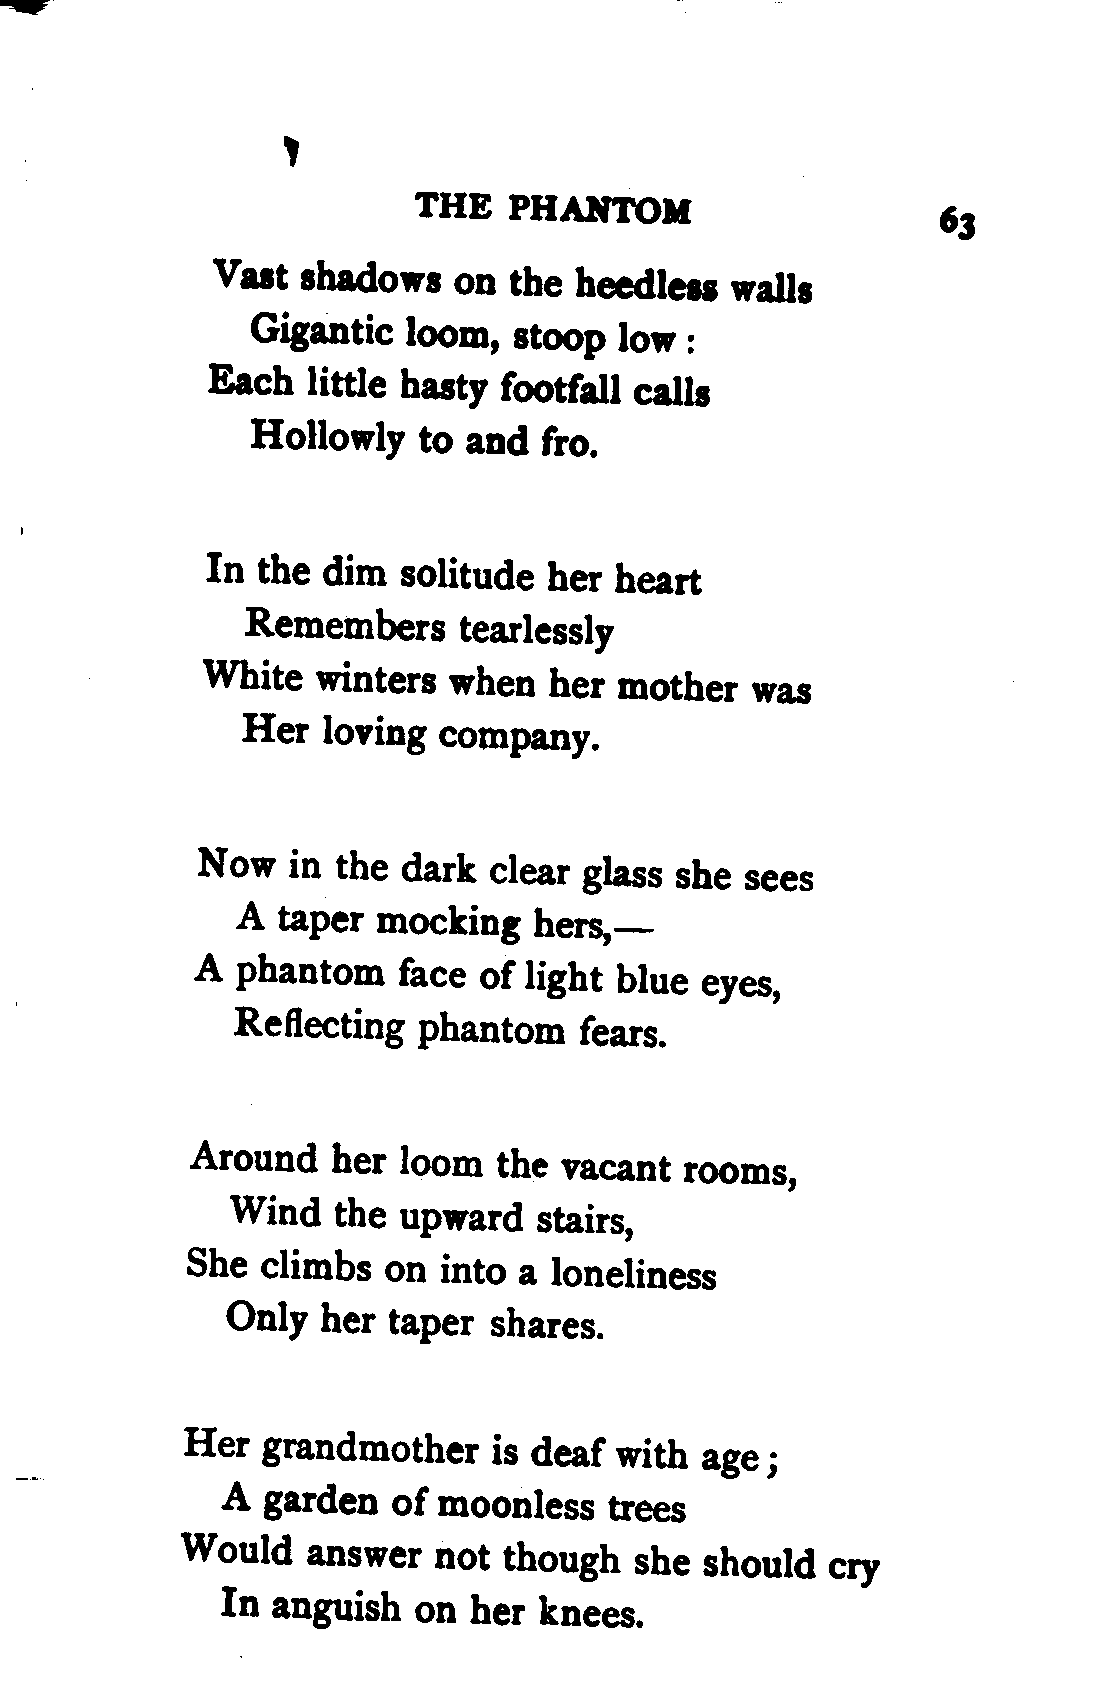 THE PHANTOM 63
Vast shadows on the heedless walls
Gigantic loom, stoop low :
Each little hasty footfall calls
Hollowly to and fro.
In the dim solitude her heart
Remembers tearlessly
White winters when her mother was
Her loving company.
Now in the dark clear glass she sees
A taper mocking hers,—
A phantom face of light blue eyes,
Reflecting phantom fears.
Around her loom the vacant rooms,
Wind the upward stairs,
She climbs on into a loneliness
Only her taper shares.
Her grandmother is deaf with age ;
A garden of moonless trees
Would answer not though she should cry
In anguish on her knees.